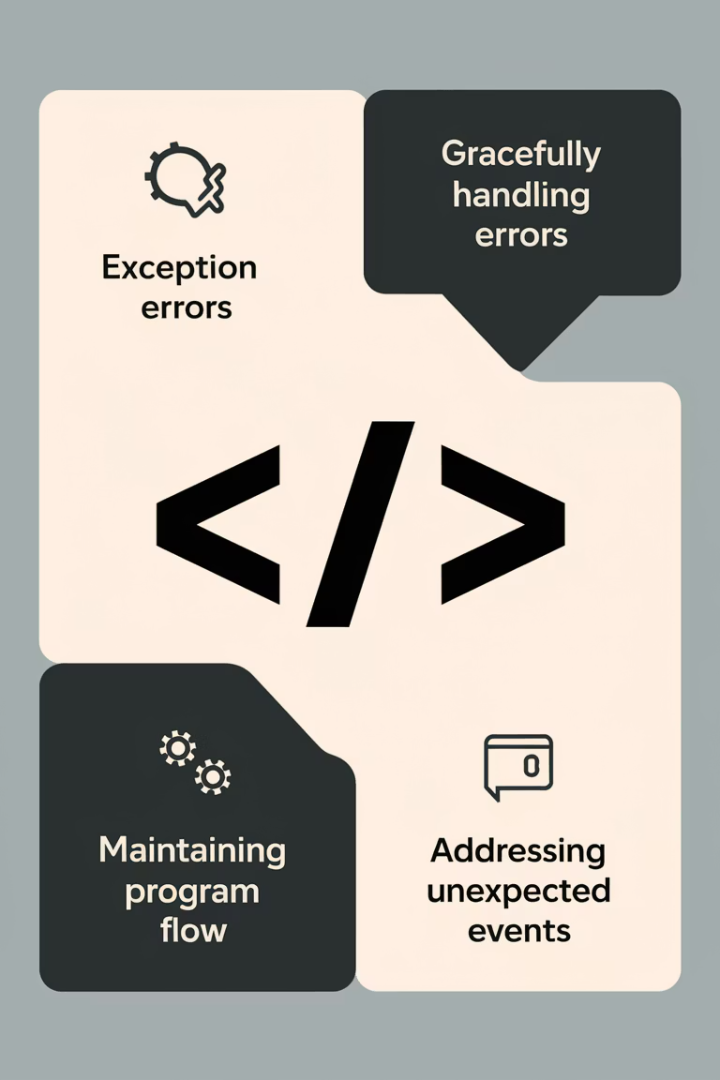 Exception
errors
Gracefully
handling
errors
</>
Maintaining
program
flow
Addressing
unexpected
events